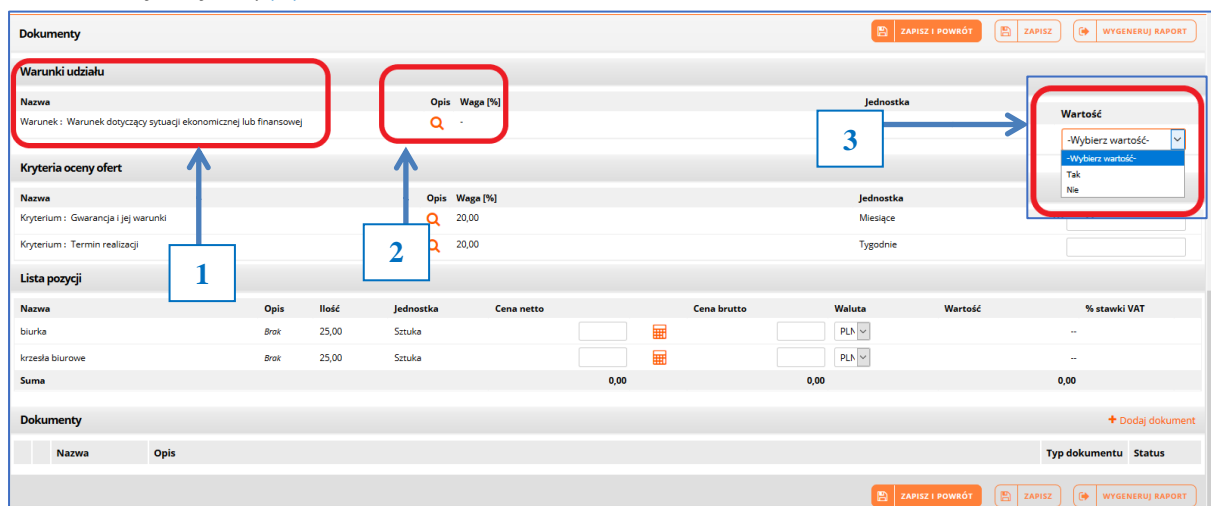 Dokumenty ZAPISZ I POWRÓT ZAPISZ WYGENERUJ RAPORT
Warunki udziału
Nazwa Opis Waga [%] Jednostka Wartość
Warunek : Warunek dotyczący sytuacji ekonomicznej lub finansowej - -Wybierz wartość-
-Wybierz wartość-
Tak
Nie
3
Kryteria oceny ofert
Nazwa Opis Waga [%] Jednostka
Kryterium : Gwarancja i jej warunki 20,00 Miesiące
Kryterium : Termin realizacji 20,00 Tygodnie
1
2
Lista pozycji
Nazwa Opis Ilość Jednostka Cena netto Cena brutto Waluta Wartość % stawki VAT
biurka Brak 25,00 Sztuka PLN --
krzesła biurowe Brak 25,00 Sztuka PLN --
Suma 0,00 0,00 0,00
Dokumenty + Dodaj dokument
Nazwa Opis Typ dokumentu Status
ZAPISZ I POWRÓT ZAPISZ WYGENERUJ RAPORT